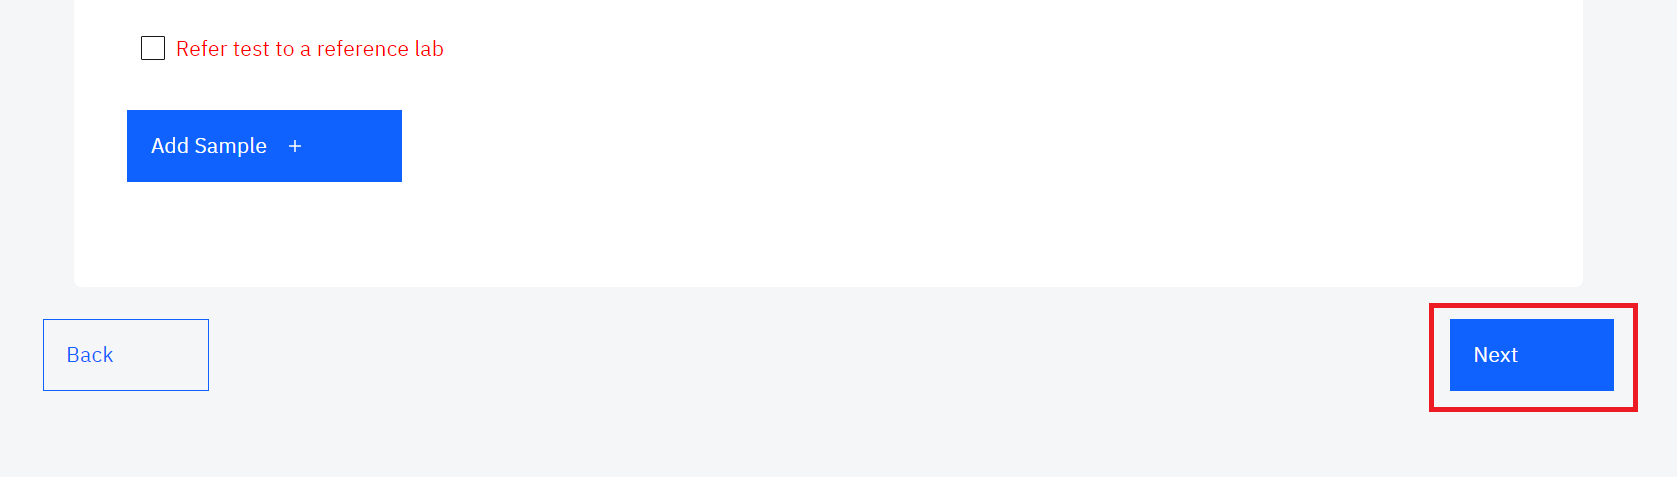 Refer test to a reference lab
Add Sample +
Back
Next